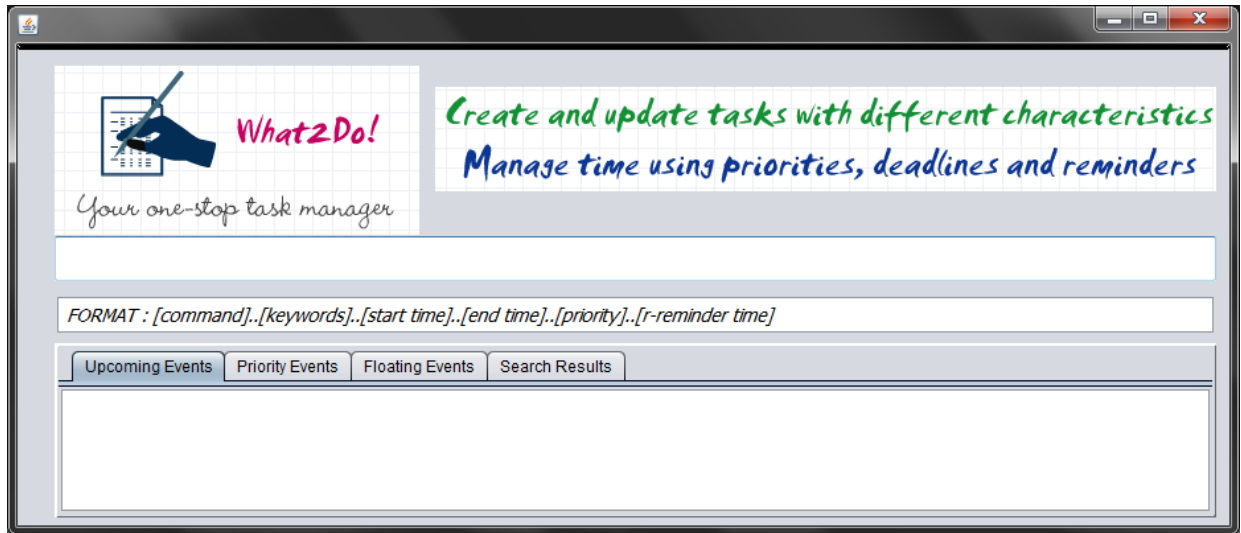 What2Do!
Your one-stop task manager
Create and update tasks with different characteristics
Manage time using priorities, deadlines and reminders
FORMAT : [command]..[keywords]..[start time]..[end time]..[priority]..[r-reminder time]
Upcoming Events Priority Events Floating Events Search Results